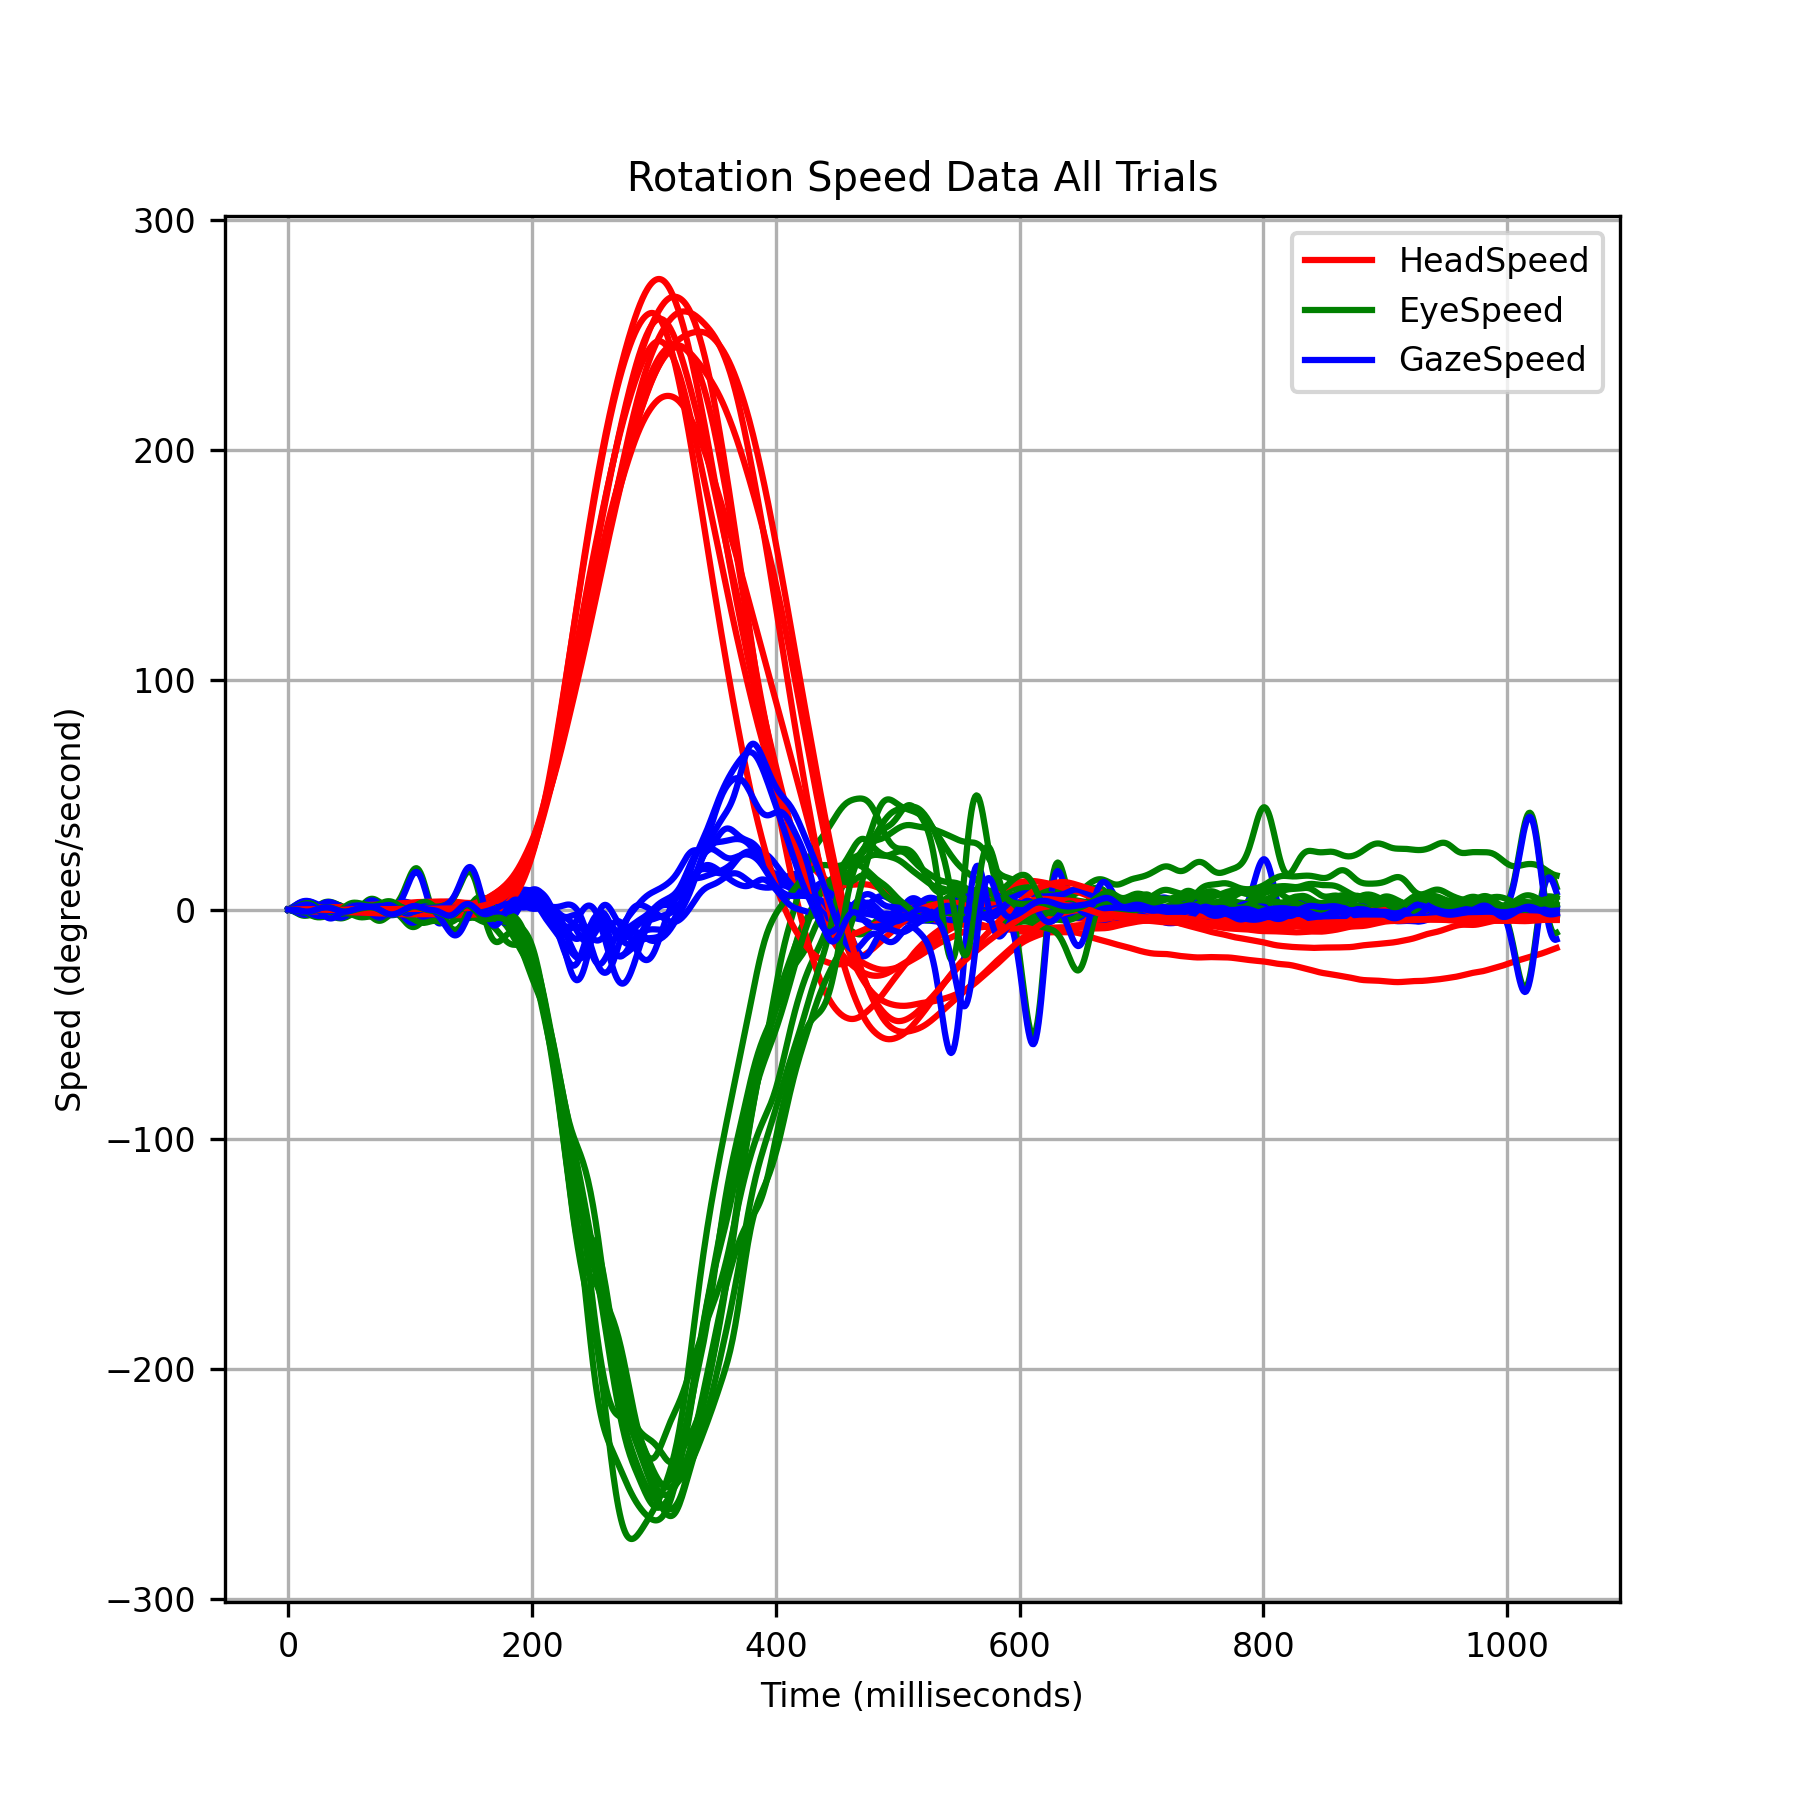 Rotation Speed Data All Trials
300
200
100
0
−100
−200
−300
Speed (degrees/second)
HeadSpeed
EyeSpeed
GazeSpeed
0 200 400 600 800 1000
Time (milliseconds)